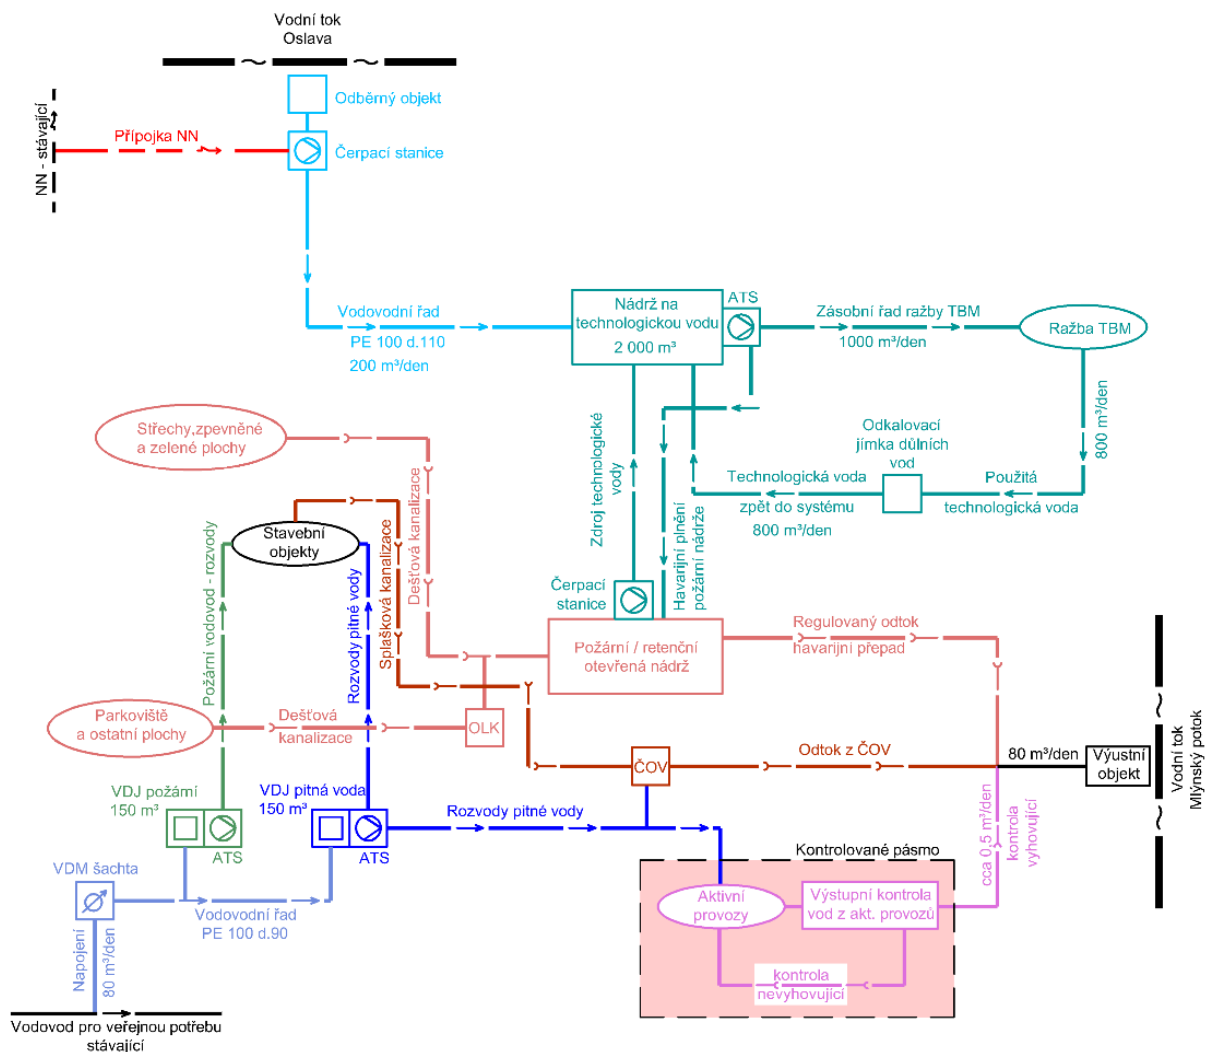 Vodní tok
Oslava
Odběrný objekt
NN - stávající
Přípojka NN
Čerpací stanice
Vodovodní řad
PE 100 d.110
200 m³/den
Nádrž na
technologickou vodu
2 000 m³
ATS
Zásobní řad ražby TBM
1000 m³/den
Ražba TBM
800 m³/den
Střechy,zpevněné
a zelené plochy
Dešťová kanalizace
Zdroj technologické
vody
Havarijní plnění
požární nádrže
Technologická voda
zpět do systému
800 m³/den
Odkalovací
jímka důlních
vod
Použitá
technologická voda
Stavební
objekty
Požární vodovod - rozvody
Rozvody pitné vody
Splašková kanalizace
Čerpací
stanice
Požární / retenční
otevřená nádrž
Regulovaný odtok
havarijní přepad
Parkoviště
a ostatní plochy
Dešťová
kanalizace
OLK
ČOV
Odtok z ČOV
80 m³/den
Výustní
objekt
Vodní tok
Mlýnský potok
VDJ požární
150 m³
ATS
VDJ pitná voda
150 m³
ATS
Rozvody pitné vody
cca 0,5 m³/den
kontrola
vyhovující
Kontrolované pásmo
VDM šachta
Vodovodní řad
PE 100 d.90
Aktivní
provozy
Výstupní kontrola
vod z akt. provozů
kontrola
nevyhovující
Napojení
80 m³/den
Vodovod pro veřejnou potřebu
stávající